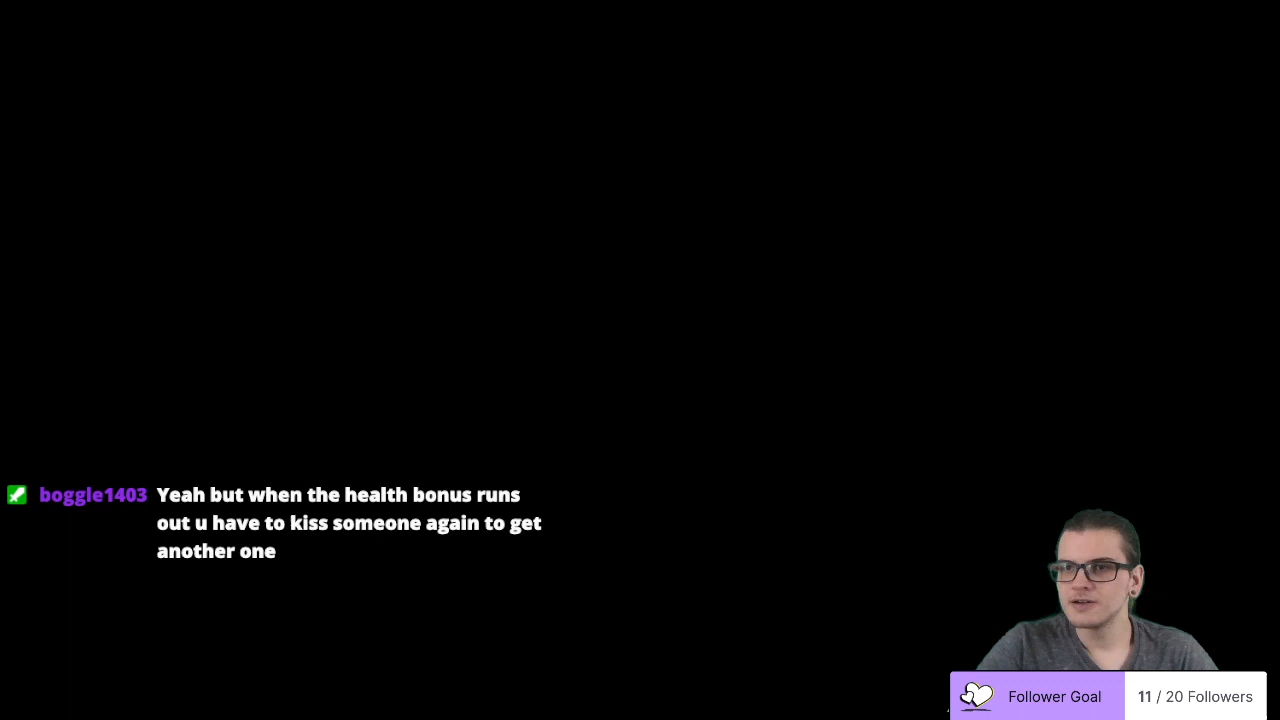 boggle1403 Yeah but when the health bonus runs
out u have to kiss someone again to get
another one
Follower Goal 11 / 20 Followers